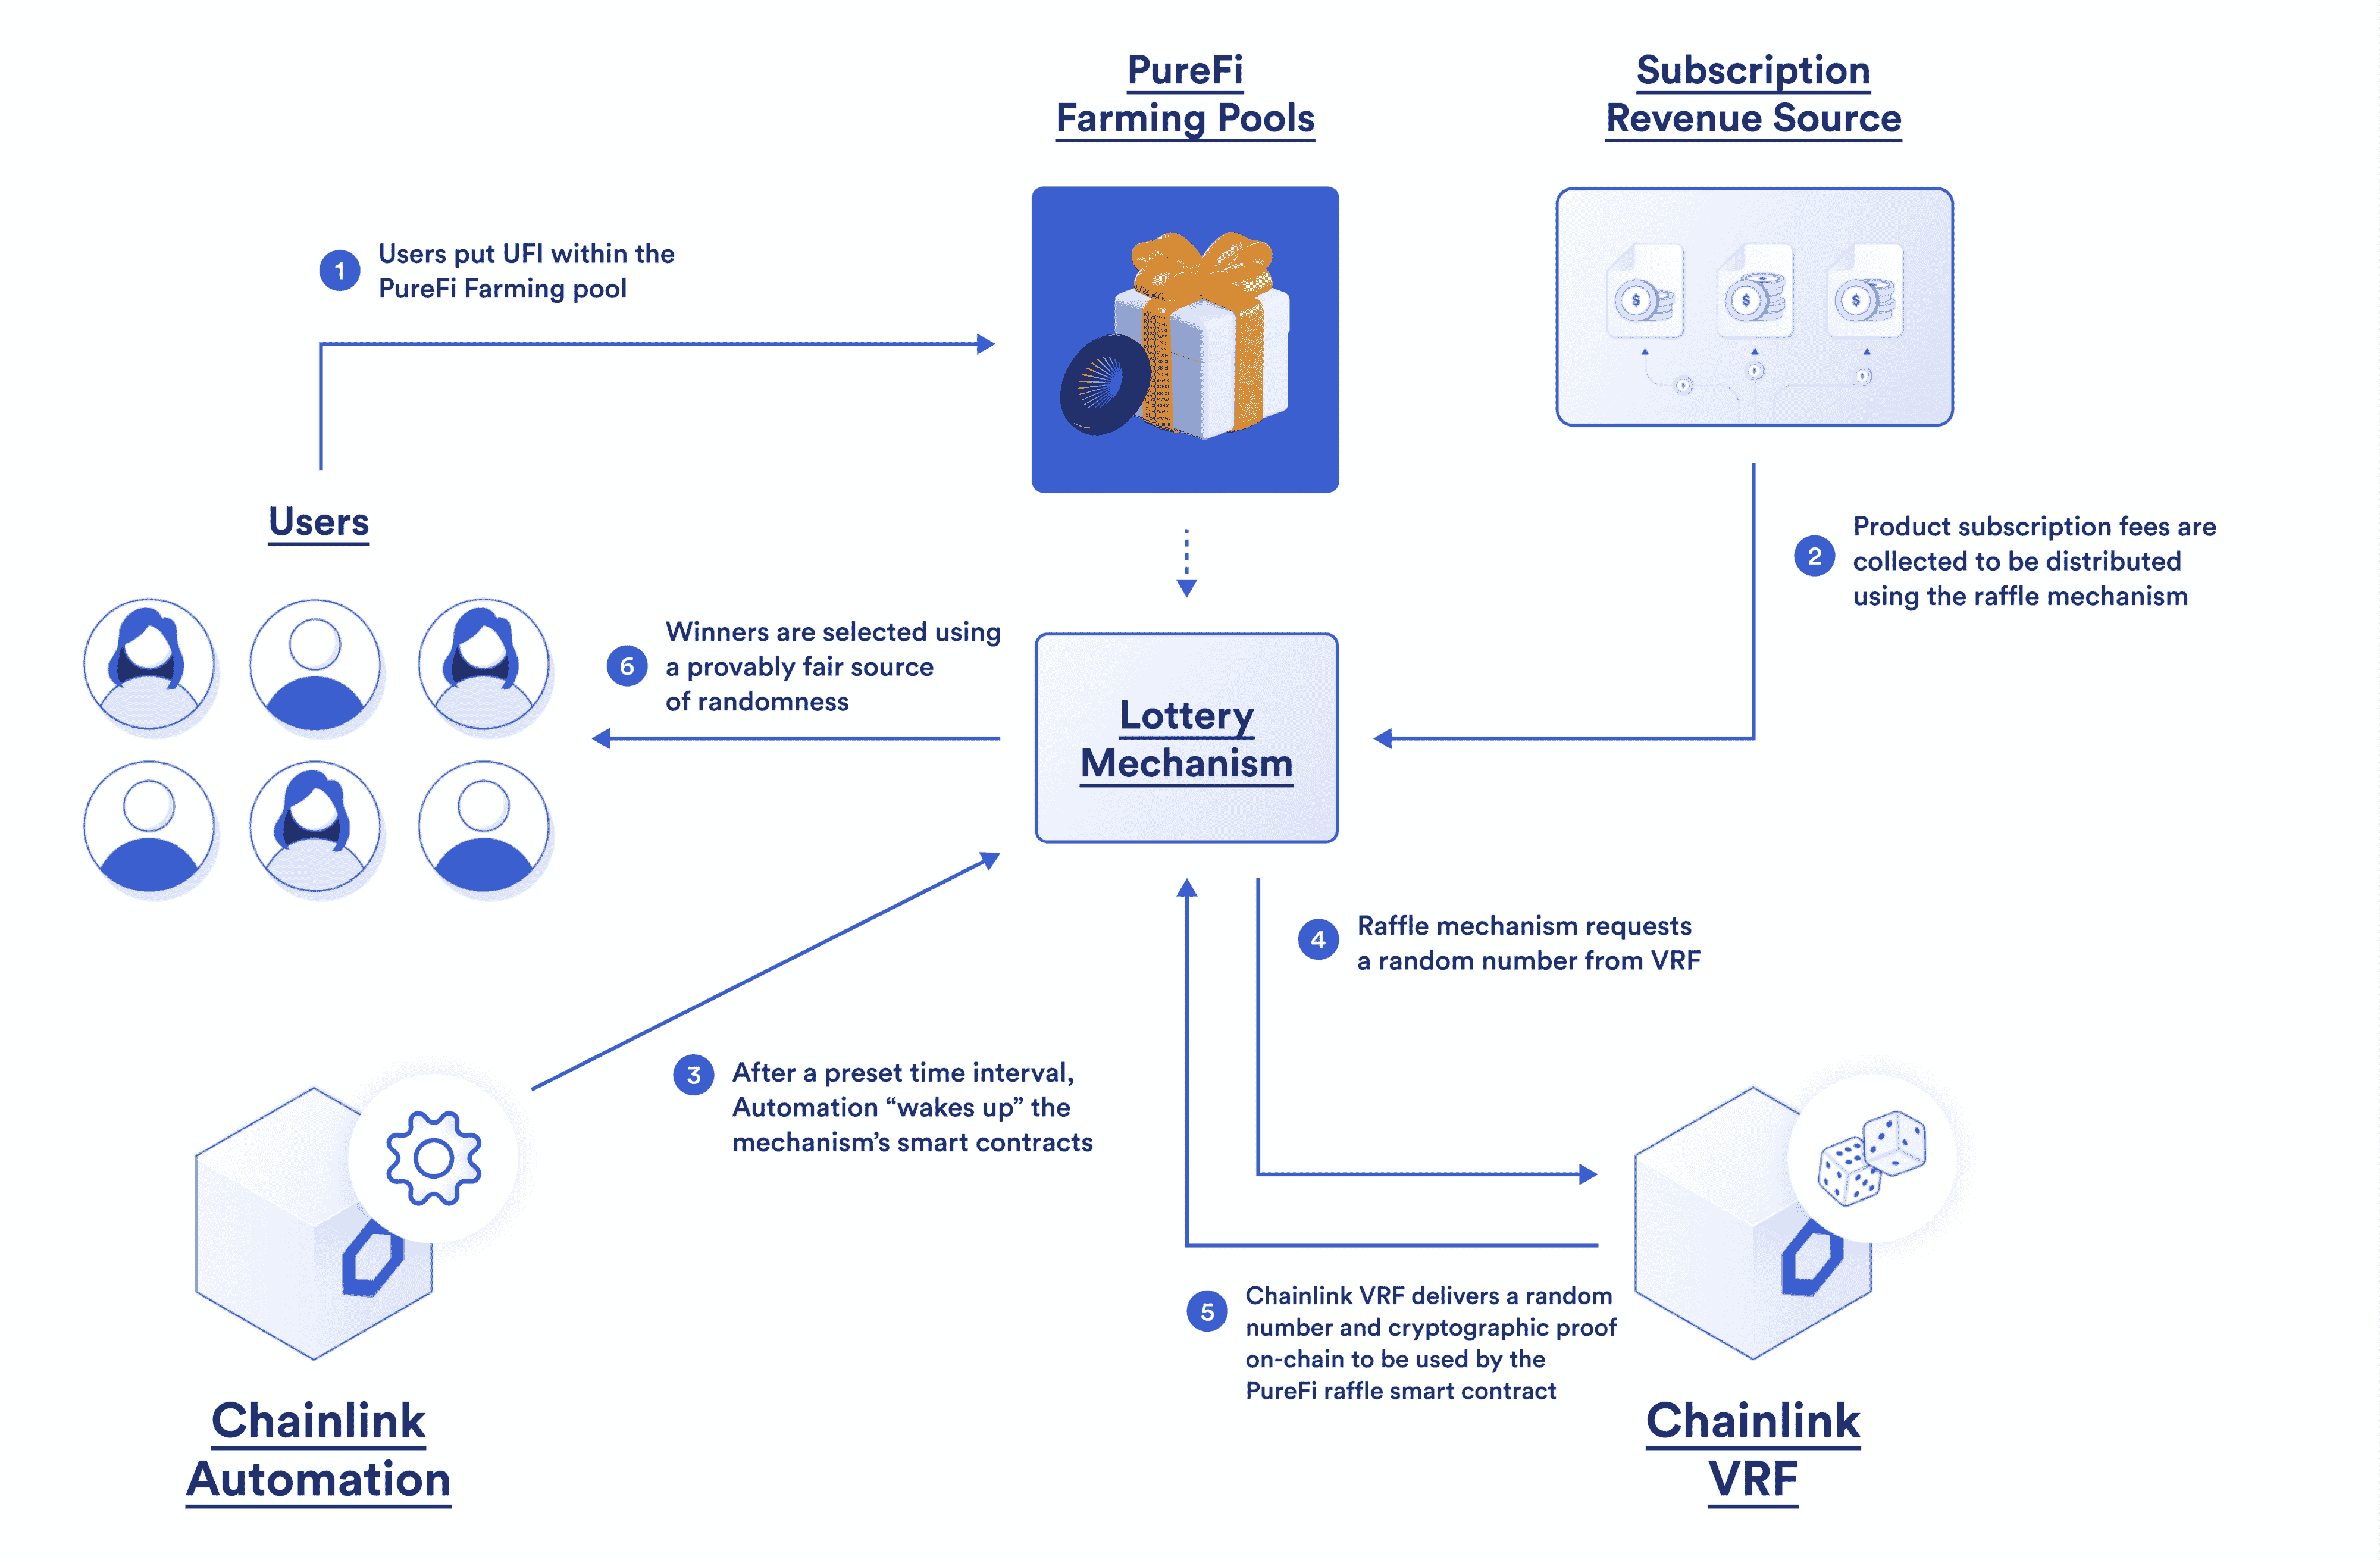 PureFi
Farming Pools
Subscription
Revenue Source
1
Users put UFI within the
PureFi Farming pool
Users
2
Product subscription fees are
collected to be distributed
using the raffle mechanism
6
Winners are selected using
a provably fair source
of randomness
Lottery
Mechanism
4
Raffle mechanism requests
a random number from VRF
3
After a preset time interval,
Automation “wakes up” the
mechanism’s smart contracts
5
Chainlink VRF delivers a random
number and cryptographic proof
on-chain to be used by the
PureFi raffle smart contract
Chainlink
Automation
Chainlink
VRF